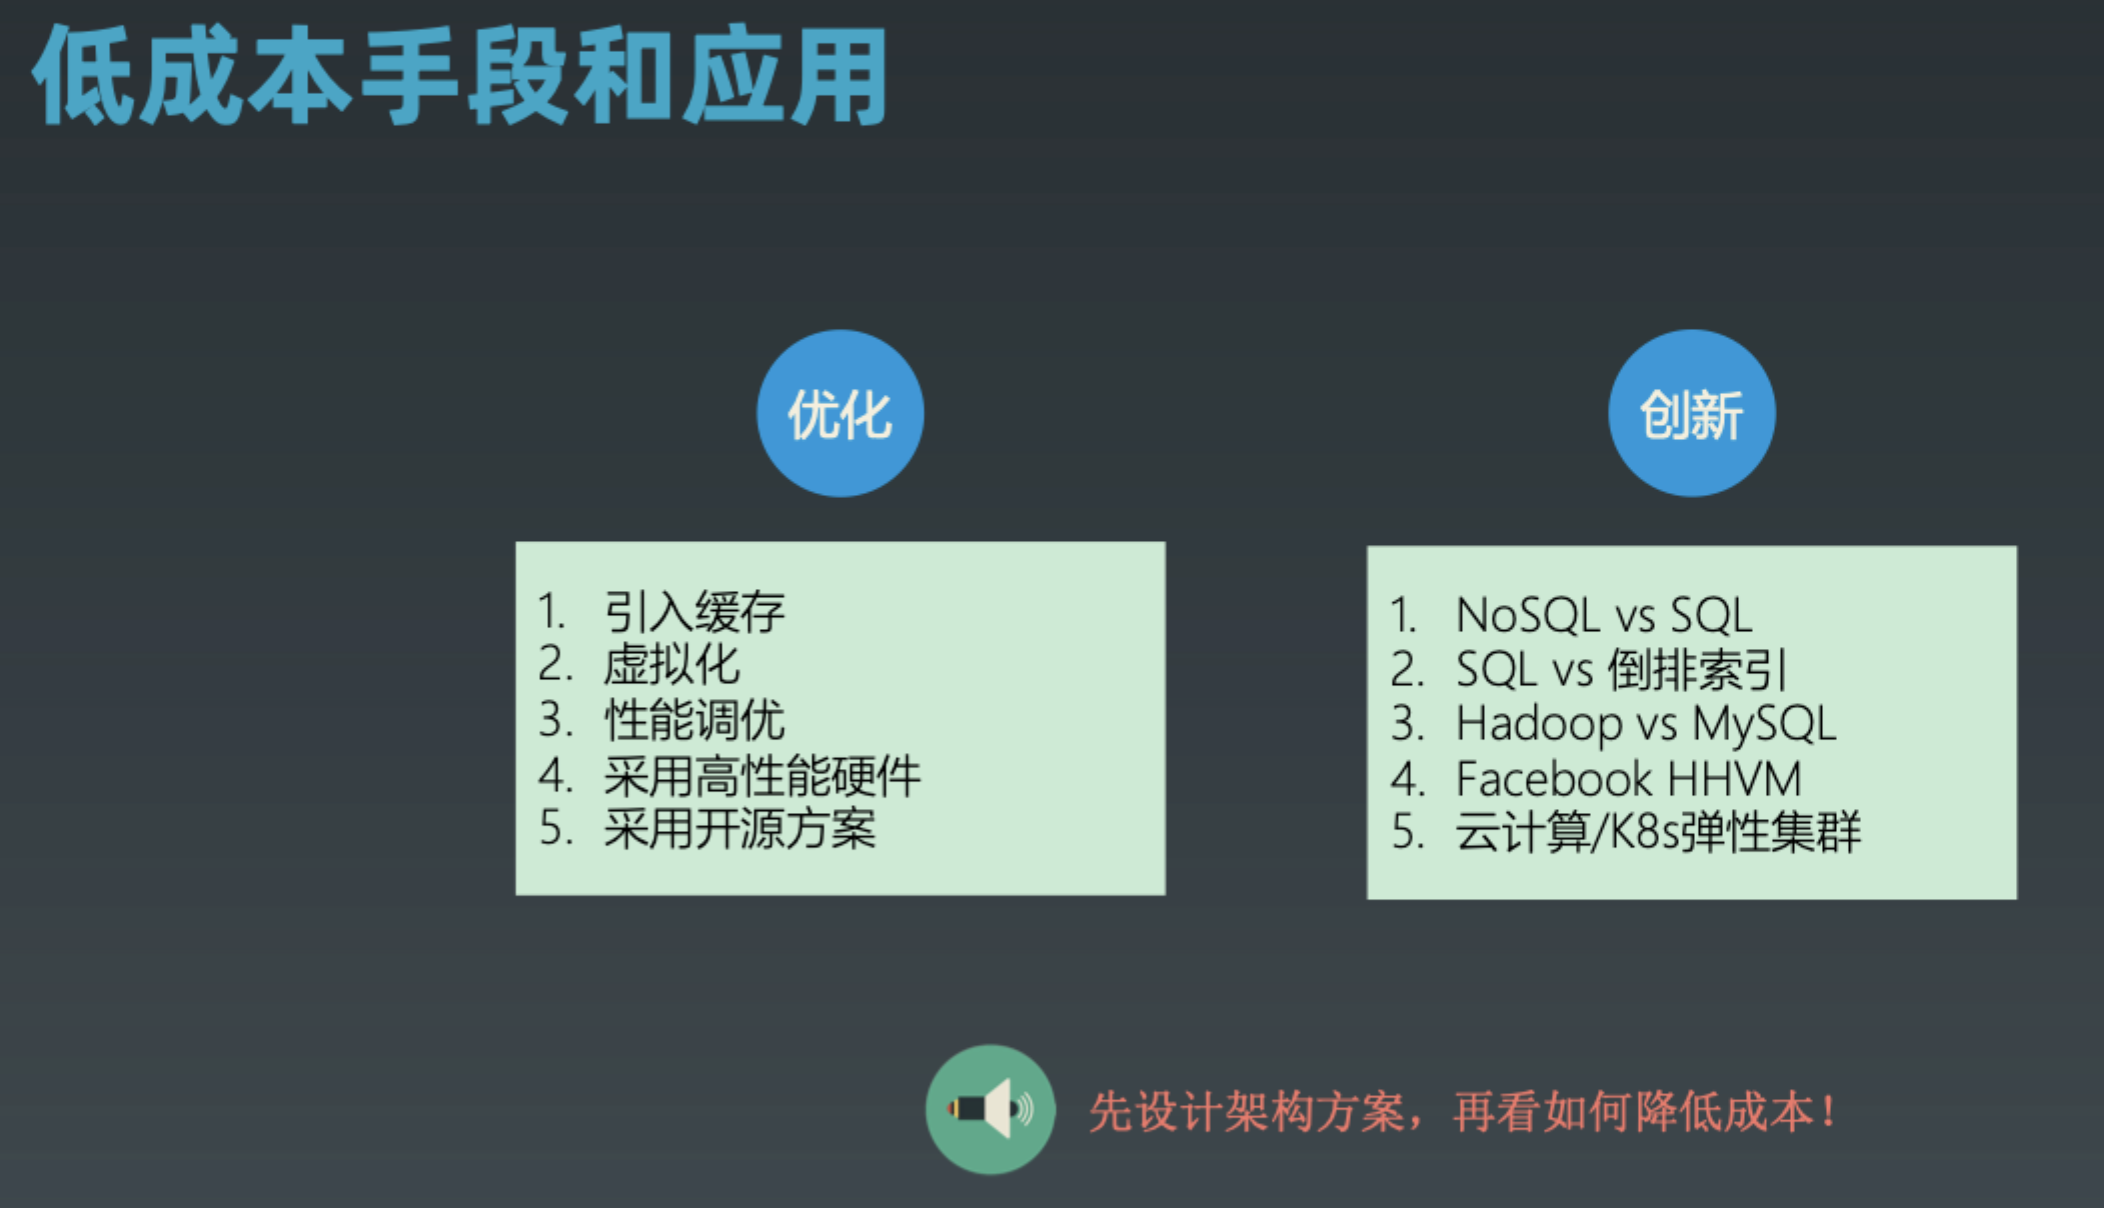 低成本手段和应用
优化
1. 引入缓存
2. 虚拟化
3. 性能调优
4. 采用高性能硬件
5. 采用开源方案
创新
1. NoSQL vs SQL
2. SQL vs 倒排索引
3. Hadoop vs MySQL
4. Facebook HHVM
5. 云计算/K8s弹性集群
先设计架构方案，再看如何降低成本！